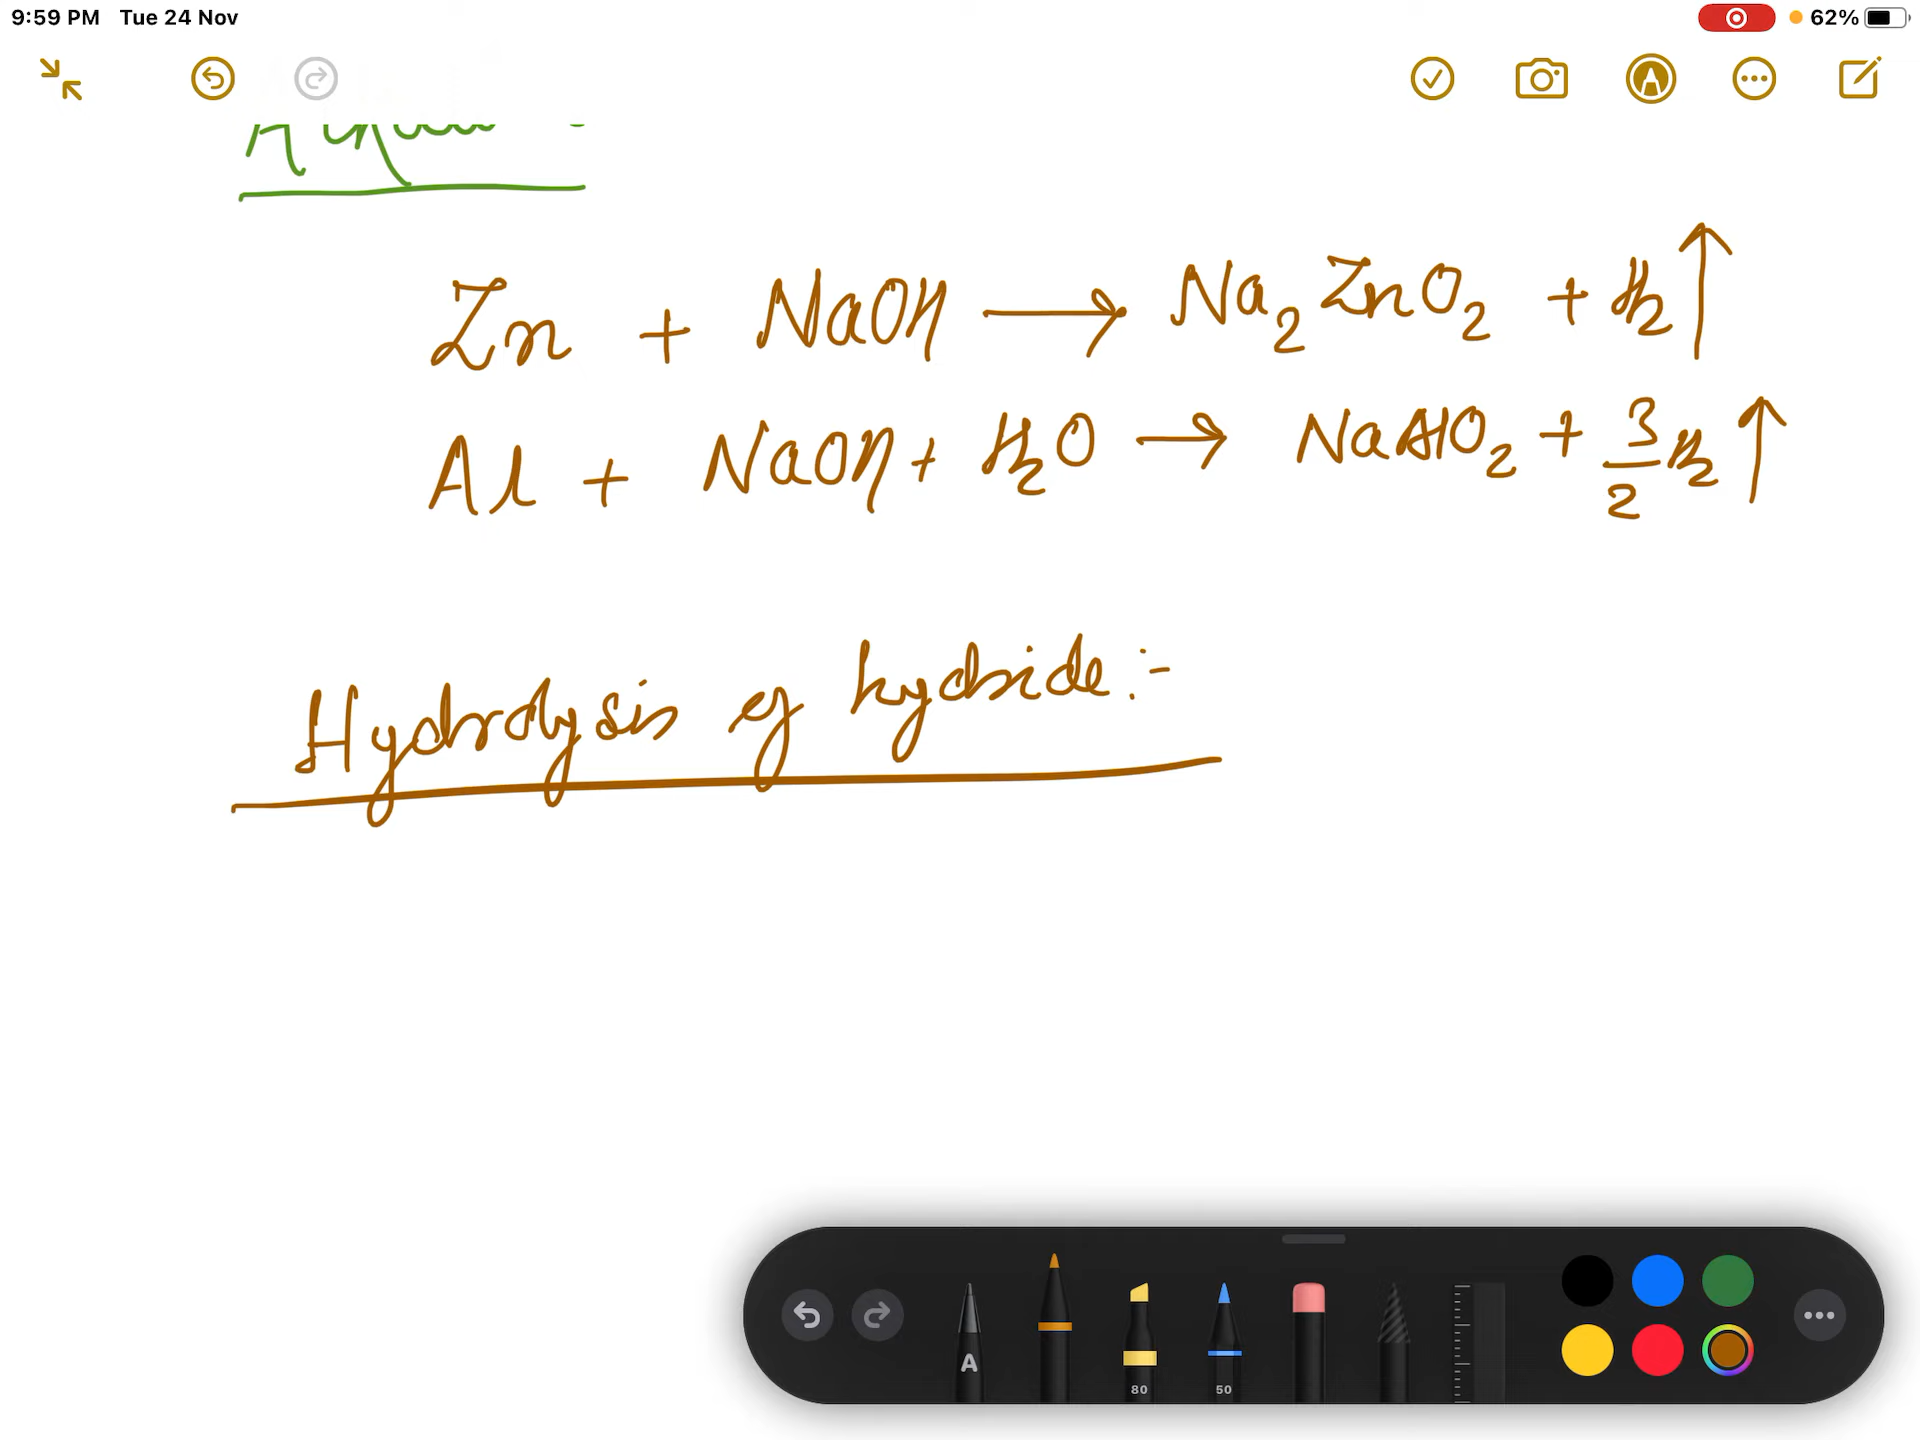 9:59 PM Tue 24 Nov 62%
Zn + NaOH → Na₂ZnO₂ + H₂↑
Al + NaOH + H₂O → NaAlO₂ + 3/2 H₂↑
Hydrolysis of hydride :-
A 80 50